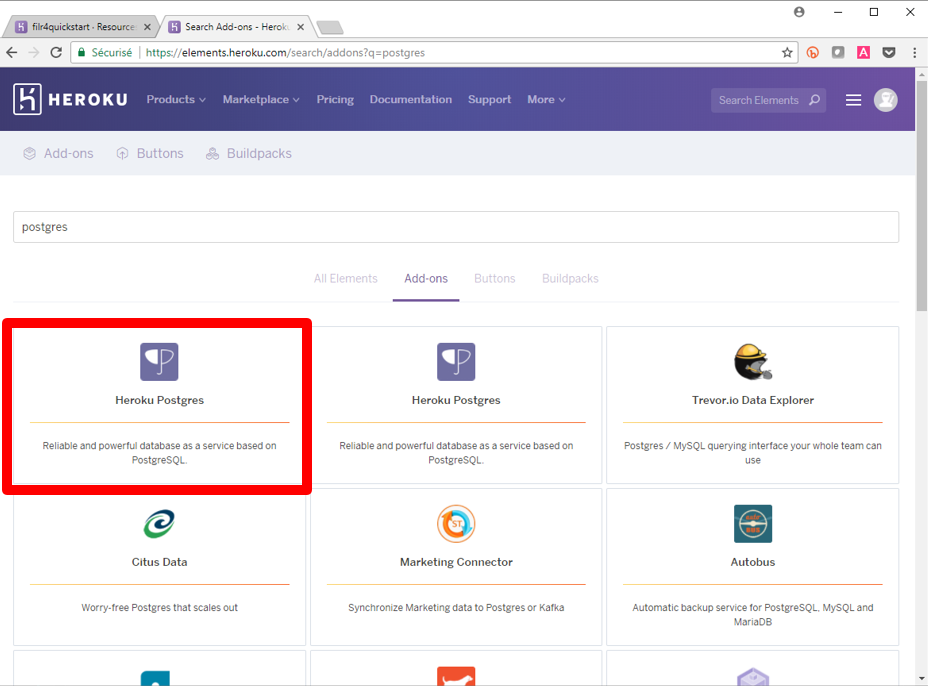 filr4quickstart - Resource
Search Add-ons - Heroku
Sécurisé
https://elements.heroku.com/search/addons?q=postgres
A
HEROKU
Products
Marketplace
Pricing
Documentation
Support
More
Search Elements
Add-ons
Buttons
Buildpacks
postgres
All Elements
Add-ons
Buttons
Buildpacks
Heroku Postgres
Reliable and powerful database as a service based on
PostgreSQL.
Heroku Postgres
Reliable and powerful database as a service based on
PostgreSQL.
Trevor.io Data Explorer
Postgres / MySQL querying interface your whole team can
use
Citus Data
Worry-free Postgres that scales out
ST
Marketing Connector
Synchronize Marketing data to Postgres or Kafka
Autobus
Automatic backup service for PostgreSQL, MySQL and
MariaDB